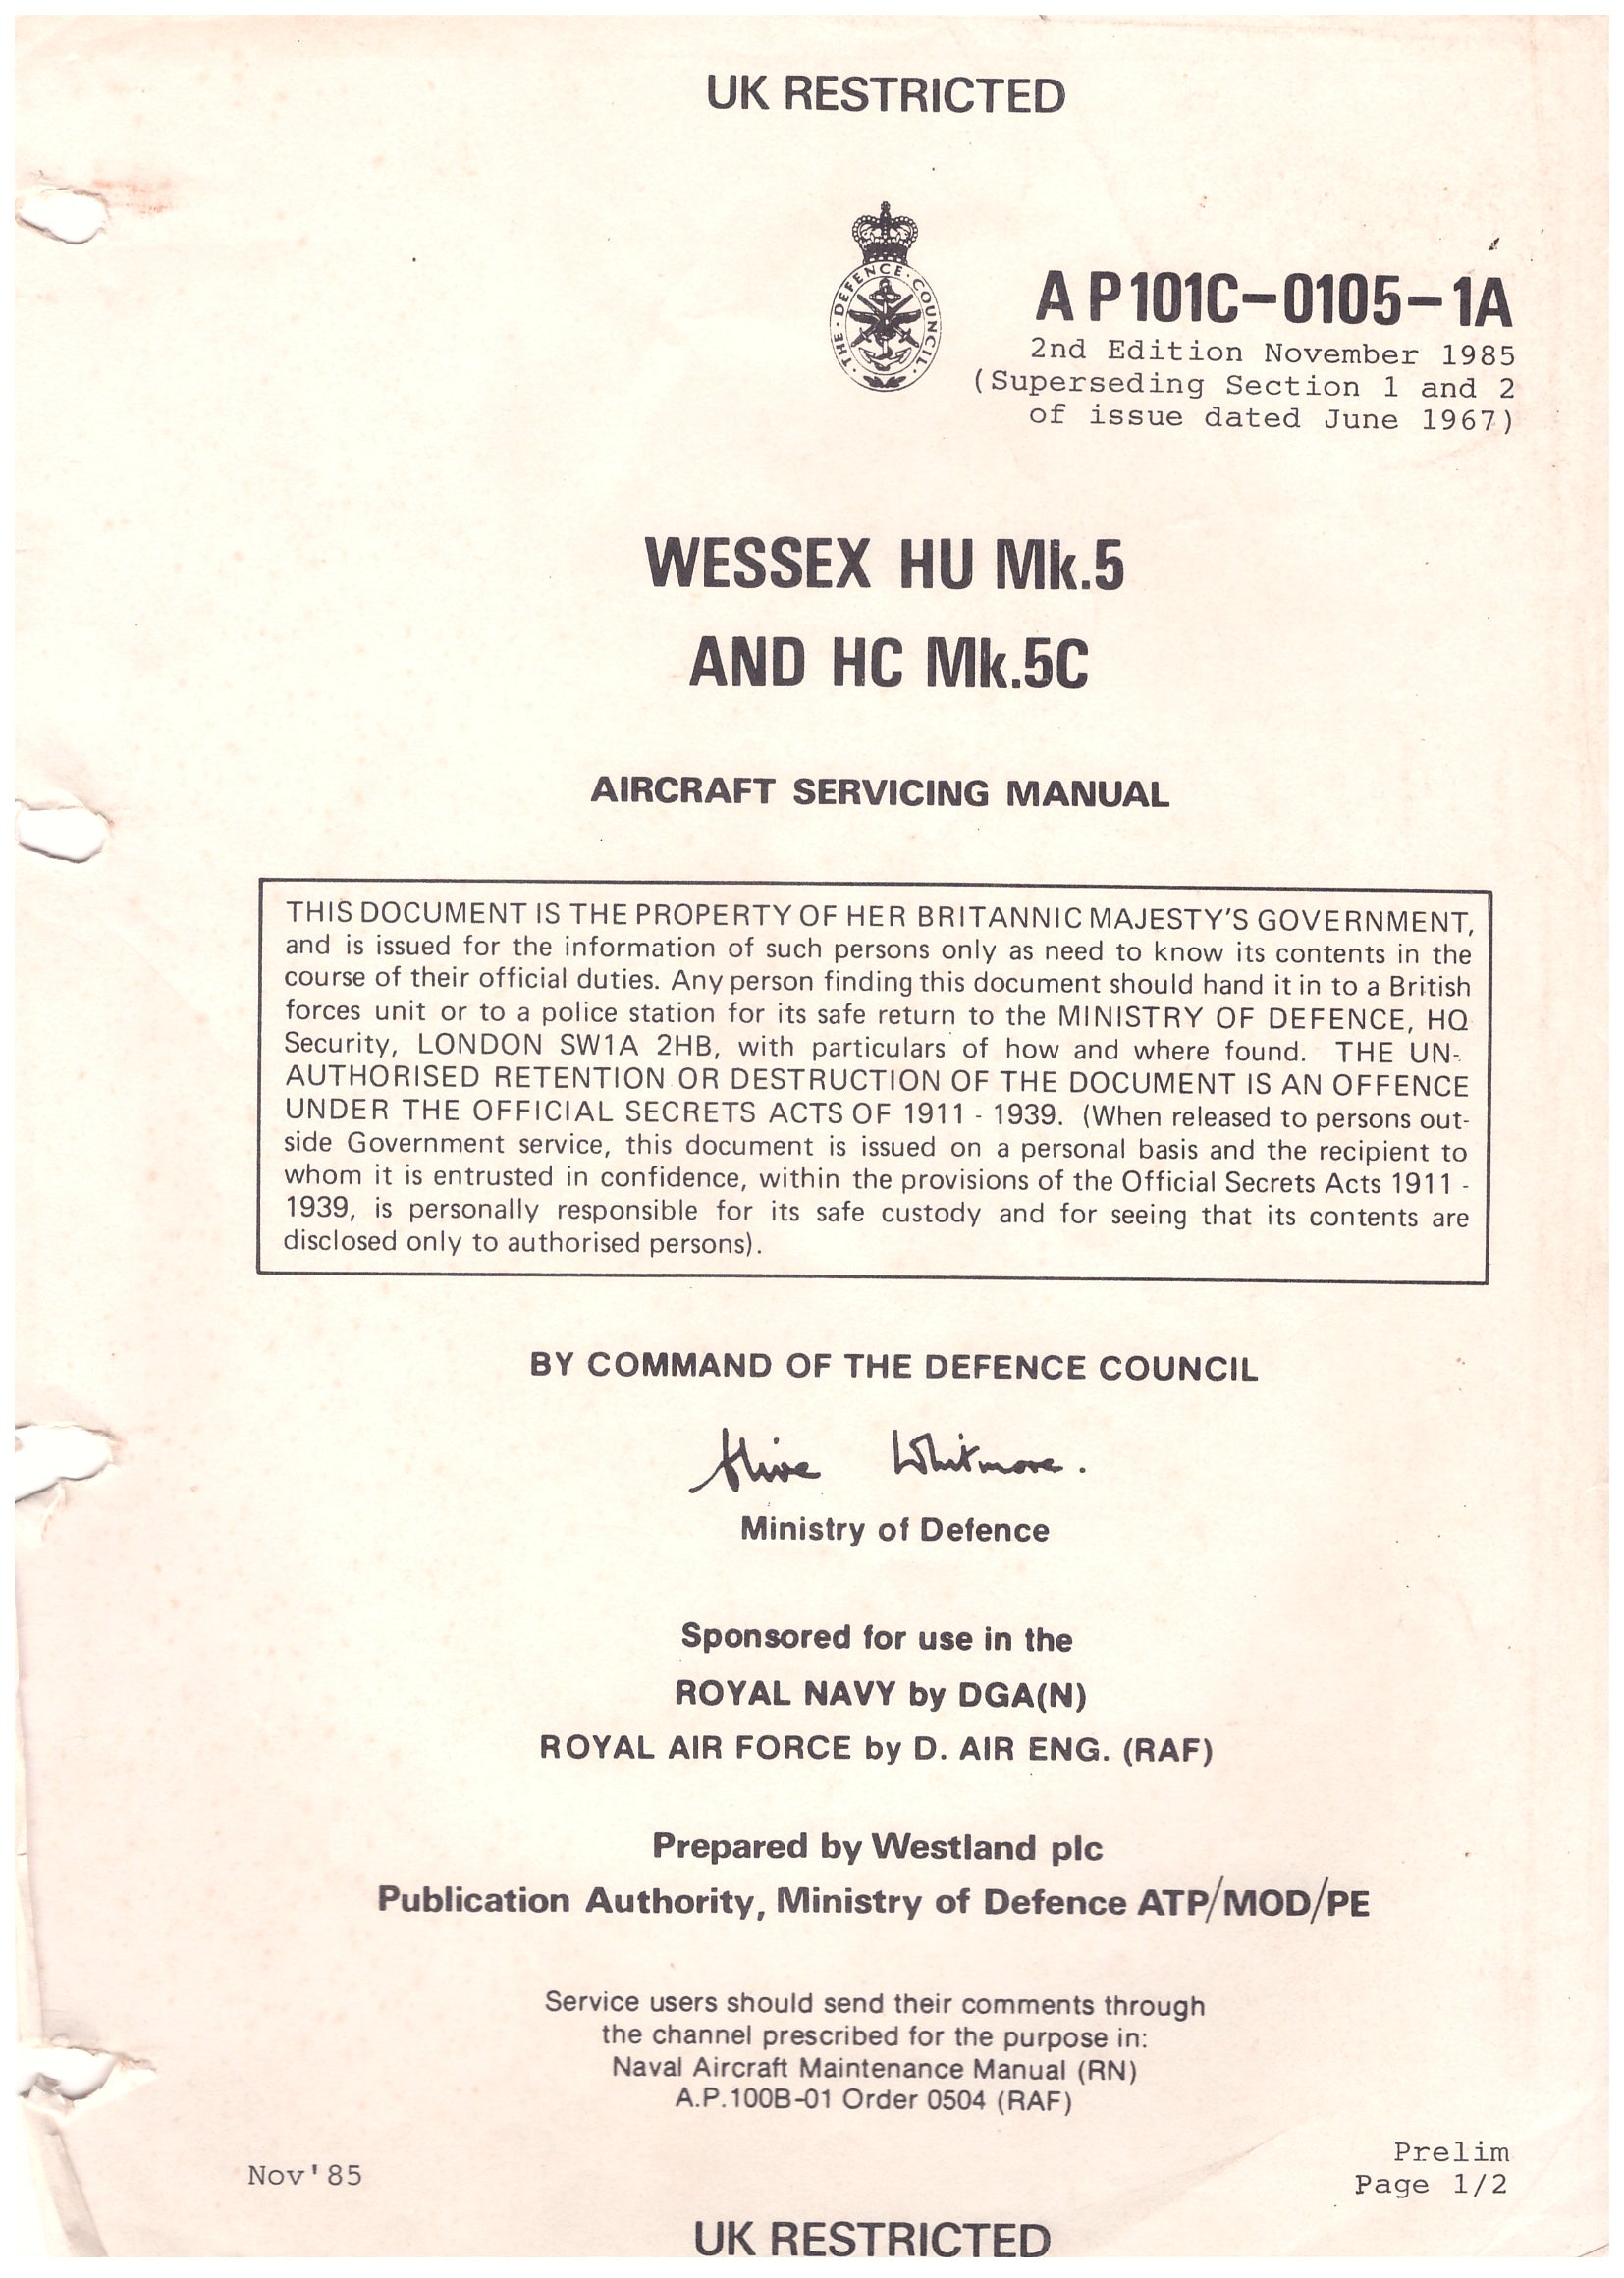 UK RESTRICTED
THE · DEFENCE · COUNCIL ·
A P 101C-0105-1A
2nd Edition November 1985
(Superseding Section 1 and 2
of issue dated June 1967)
WESSEX HU Mk.5
AND HC Mk.5C
AIRCRAFT SERVICING MANUAL
THIS DOCUMENT IS THE PROPERTY OF HER BRITANNIC MAJESTY'S GOVERNMENT,
and is issued for the information of such persons only as need to know its contents in the
course of their official duties. Any person finding this document should hand it in to a British
forces unit or to a police station for its safe return to the MINISTRY OF DEFENCE, HQ
Security, LONDON SW1A 2HB, with particulars of how and where found. THE UN-
AUTHORISED RETENTION OR DESTRUCTION OF THE DOCUMENT IS AN OFFENCE
UNDER THE OFFICIAL SECRETS ACTS OF 1911 - 1939. (When released to persons out-
side Government service, this document is issued on a personal basis and the recipient to
whom it is entrusted in confidence, within the provisions of the Official Secrets Acts 1911 -
1939, is personally responsible for its safe custody and for seeing that its contents are
disclosed only to authorised persons).
BY COMMAND OF THE DEFENCE COUNCIL
Clive Whitmore.
Ministry of Defence
Sponsored for use in the
ROYAL NAVY by DGA(N)
ROYAL AIR FORCE by D. AIR ENG. (RAF)
Prepared by Westland plc
Publication Authority, Ministry of Defence ATP/MOD/PE
Service users should send their comments through
the channel prescribed for the purpose in:
Naval Aircraft Maintenance Manual (RN)
A.P.100B-01 Order 0504 (RAF)
Nov'85
Prelim
Page 1/2
UK RESTRICTED